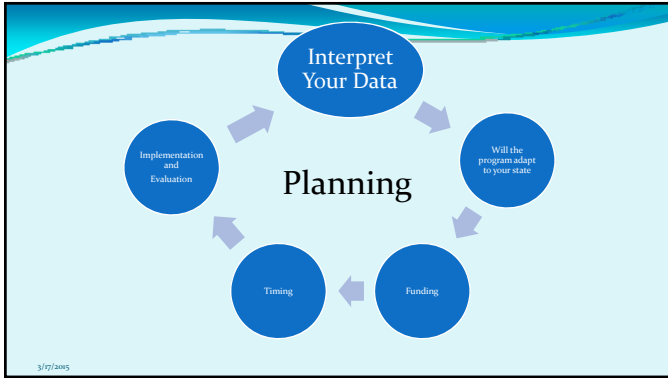 Interpret
Your Data
Will the
program adapt
to your state
Funding
Timing
Implementation
and
Evaluation
Planning
3/17/2015